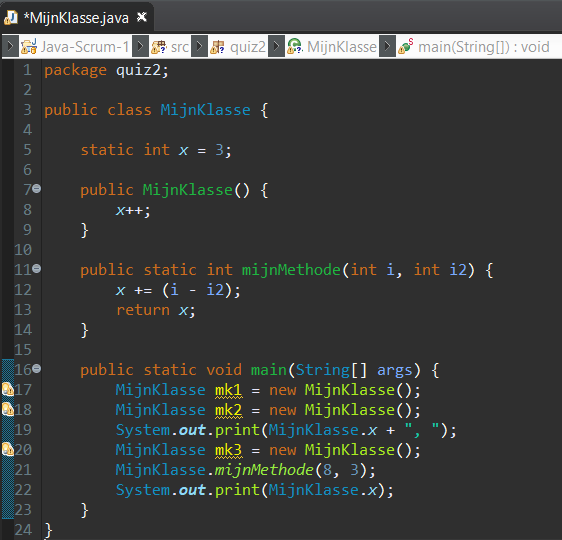 *MijnKlasse.java
Java-Scrum-1 src quiz2 MijnKlasse main(String[]) : void
1 package quiz2;
2
3 public class MijnKlasse {
4
5 static int x = 3;
6
7 public MijnKlasse() {
8 x++;
9 }
10
11 public static int mijnMethode(int i, int i2) {
12 x += (i - i2);
13 return x;
14 }
15
16 public static void main(String[] args) {
17 MijnKlasse mk1 = new MijnKlasse();
18 MijnKlasse mk2 = new MijnKlasse();
19 System.out.print(MijnKlasse.x + ", ");
20 MijnKlasse mk3 = new MijnKlasse();
21 MijnKlasse.mijnMethode(8, 3);
22 System.out.print(MijnKlasse.x);
23 }
24 }